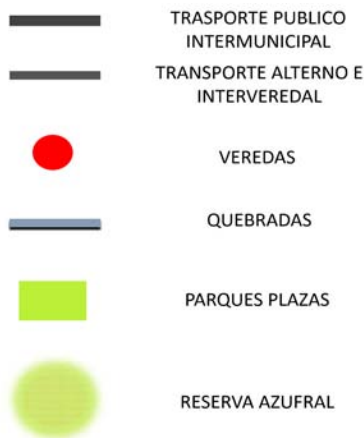 TRASPORTE PUBLICO
INTERMUNICIPAL
TRANSPORTE ALTERNO E
INTERVEREDAL
VEREDAS
QUEBRADAS
PARQUES PLAZAS
RESERVA AZUFRAL